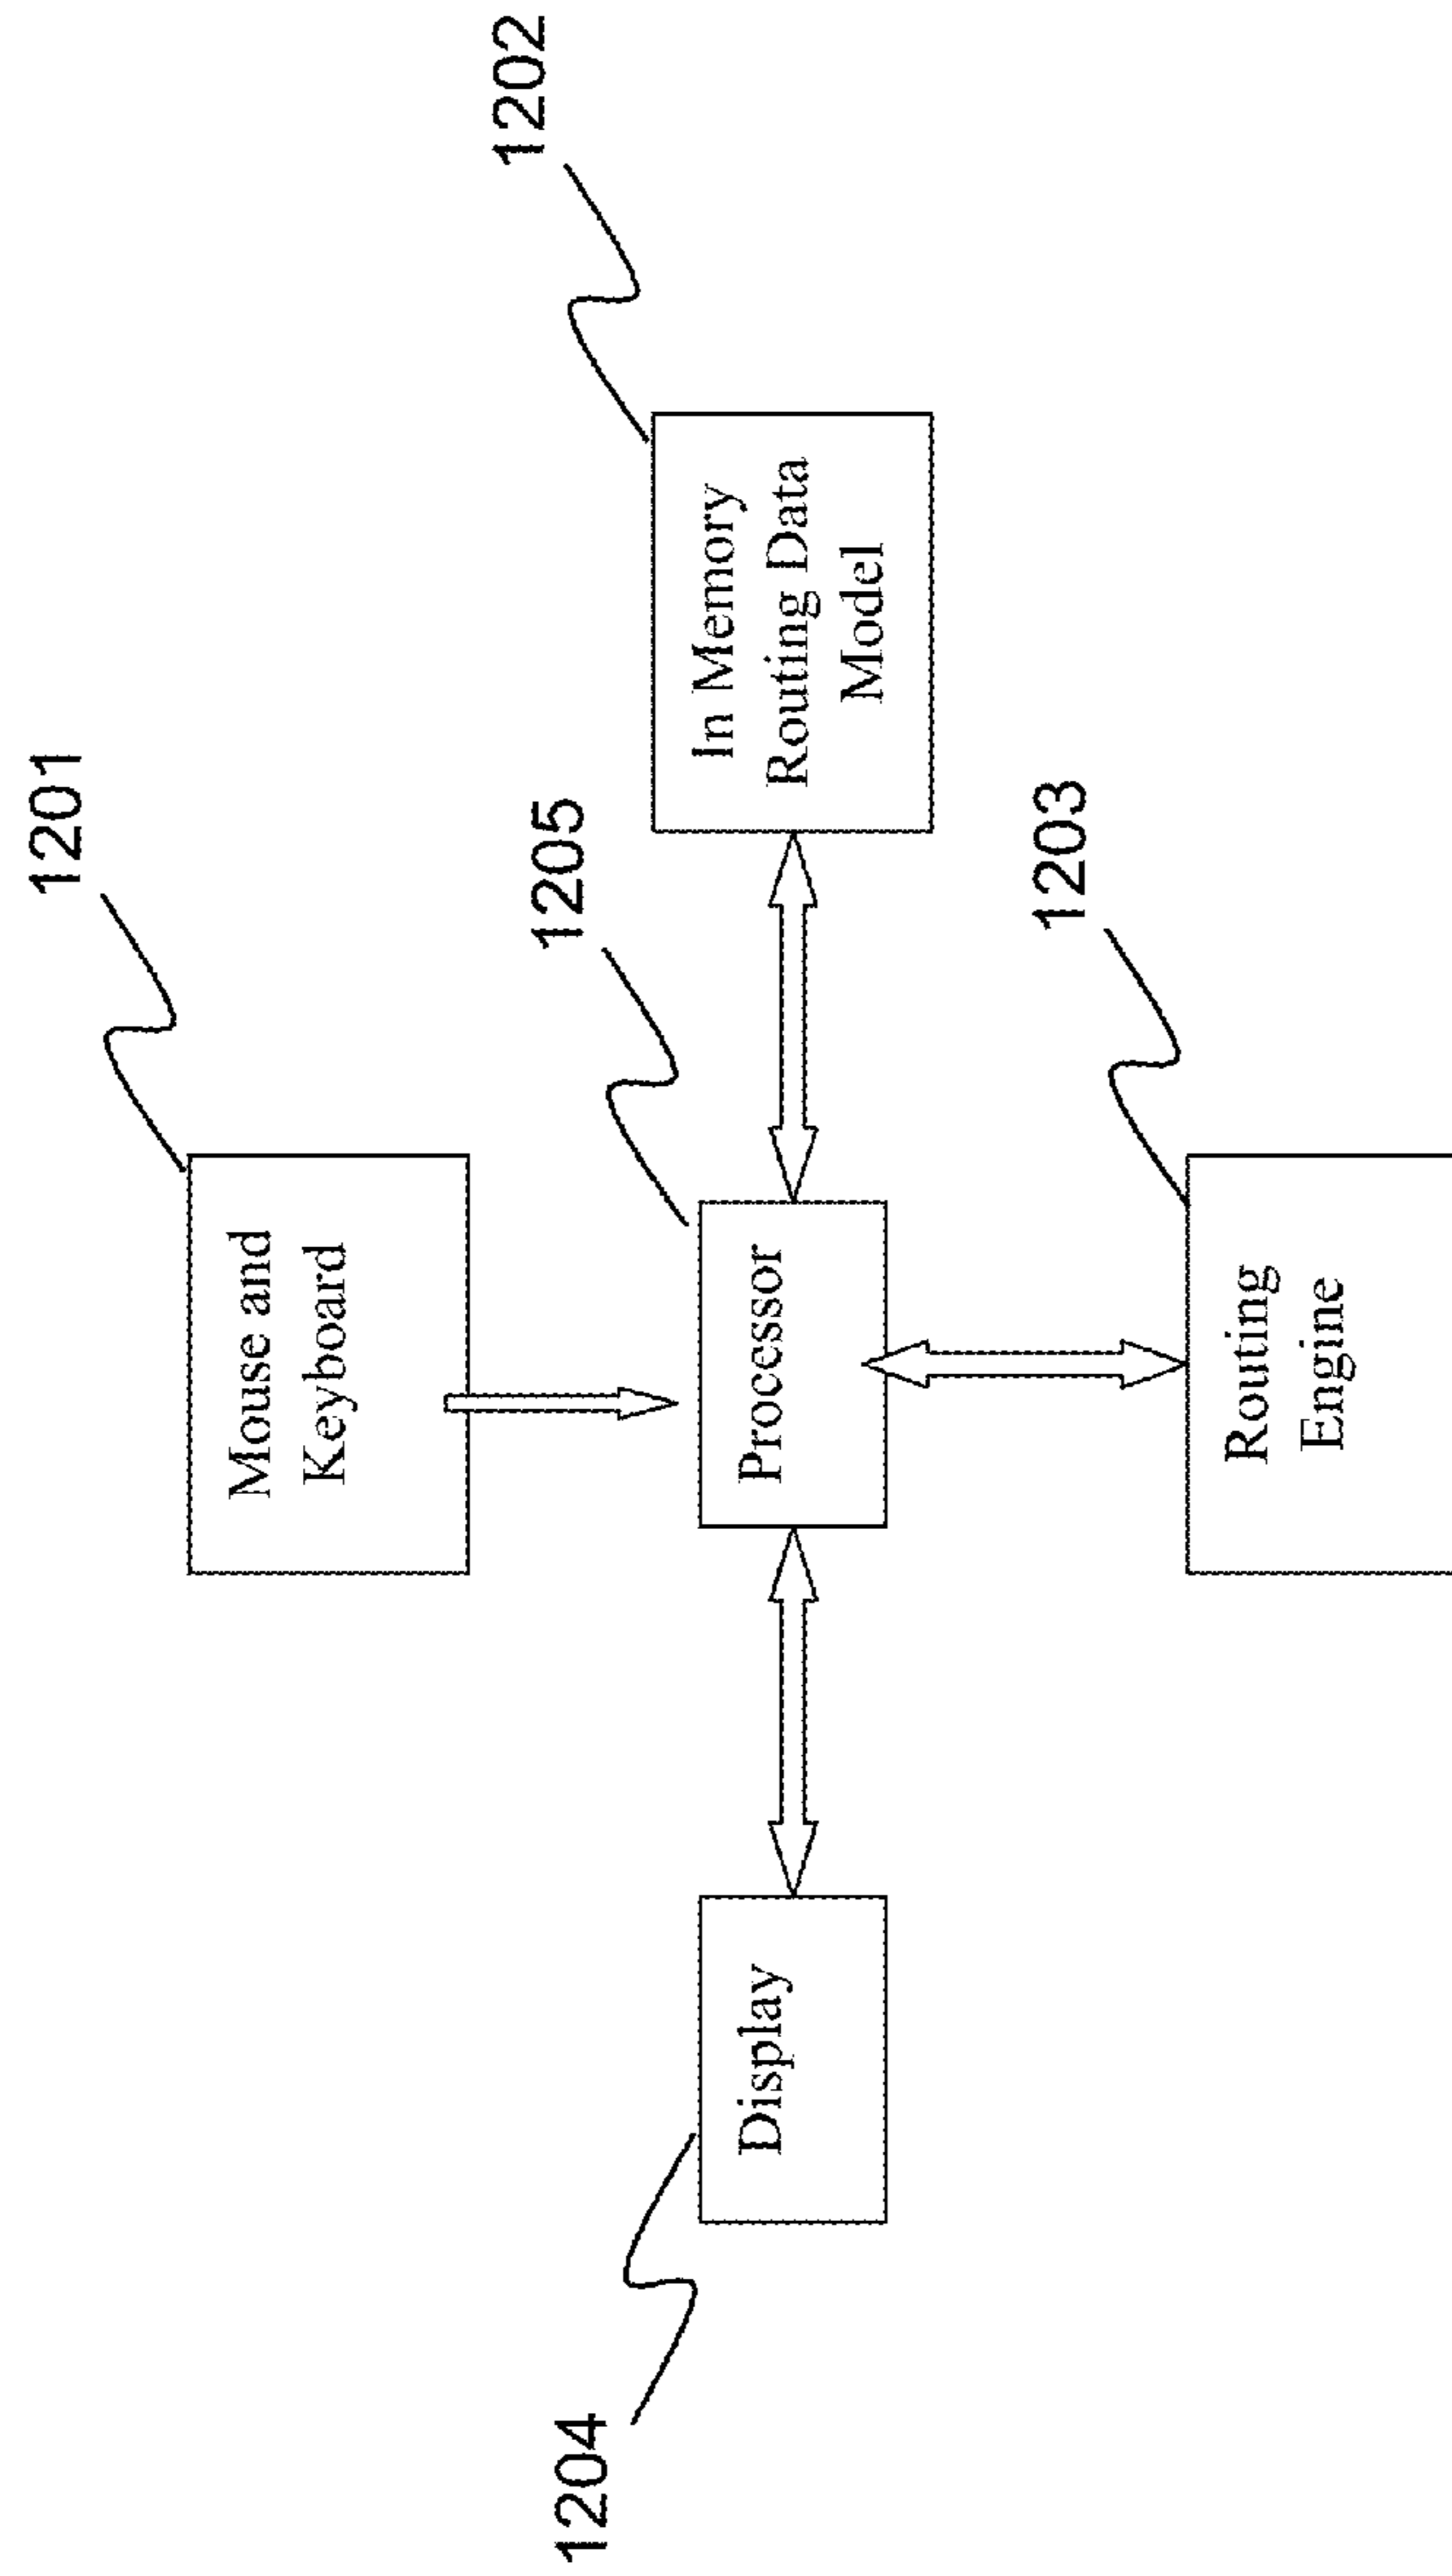 1201
Mouse and
Keyboard
1202
1205
1204
Display
Processor
In Memory
Routing Data
Model
1203
Routing
Engine